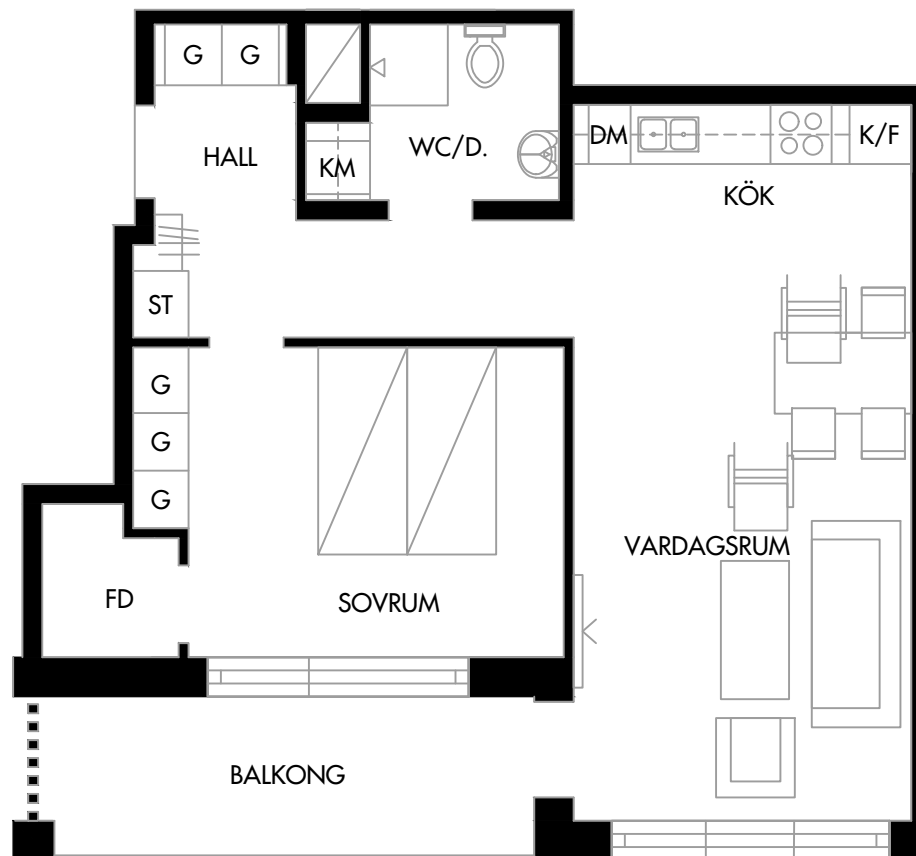 G G
HALL
KM
WC/D.
DM
K/F
KÖK
ST
G
G
G
FD
SOVRUM
VARDAGSRUM
BALKONG